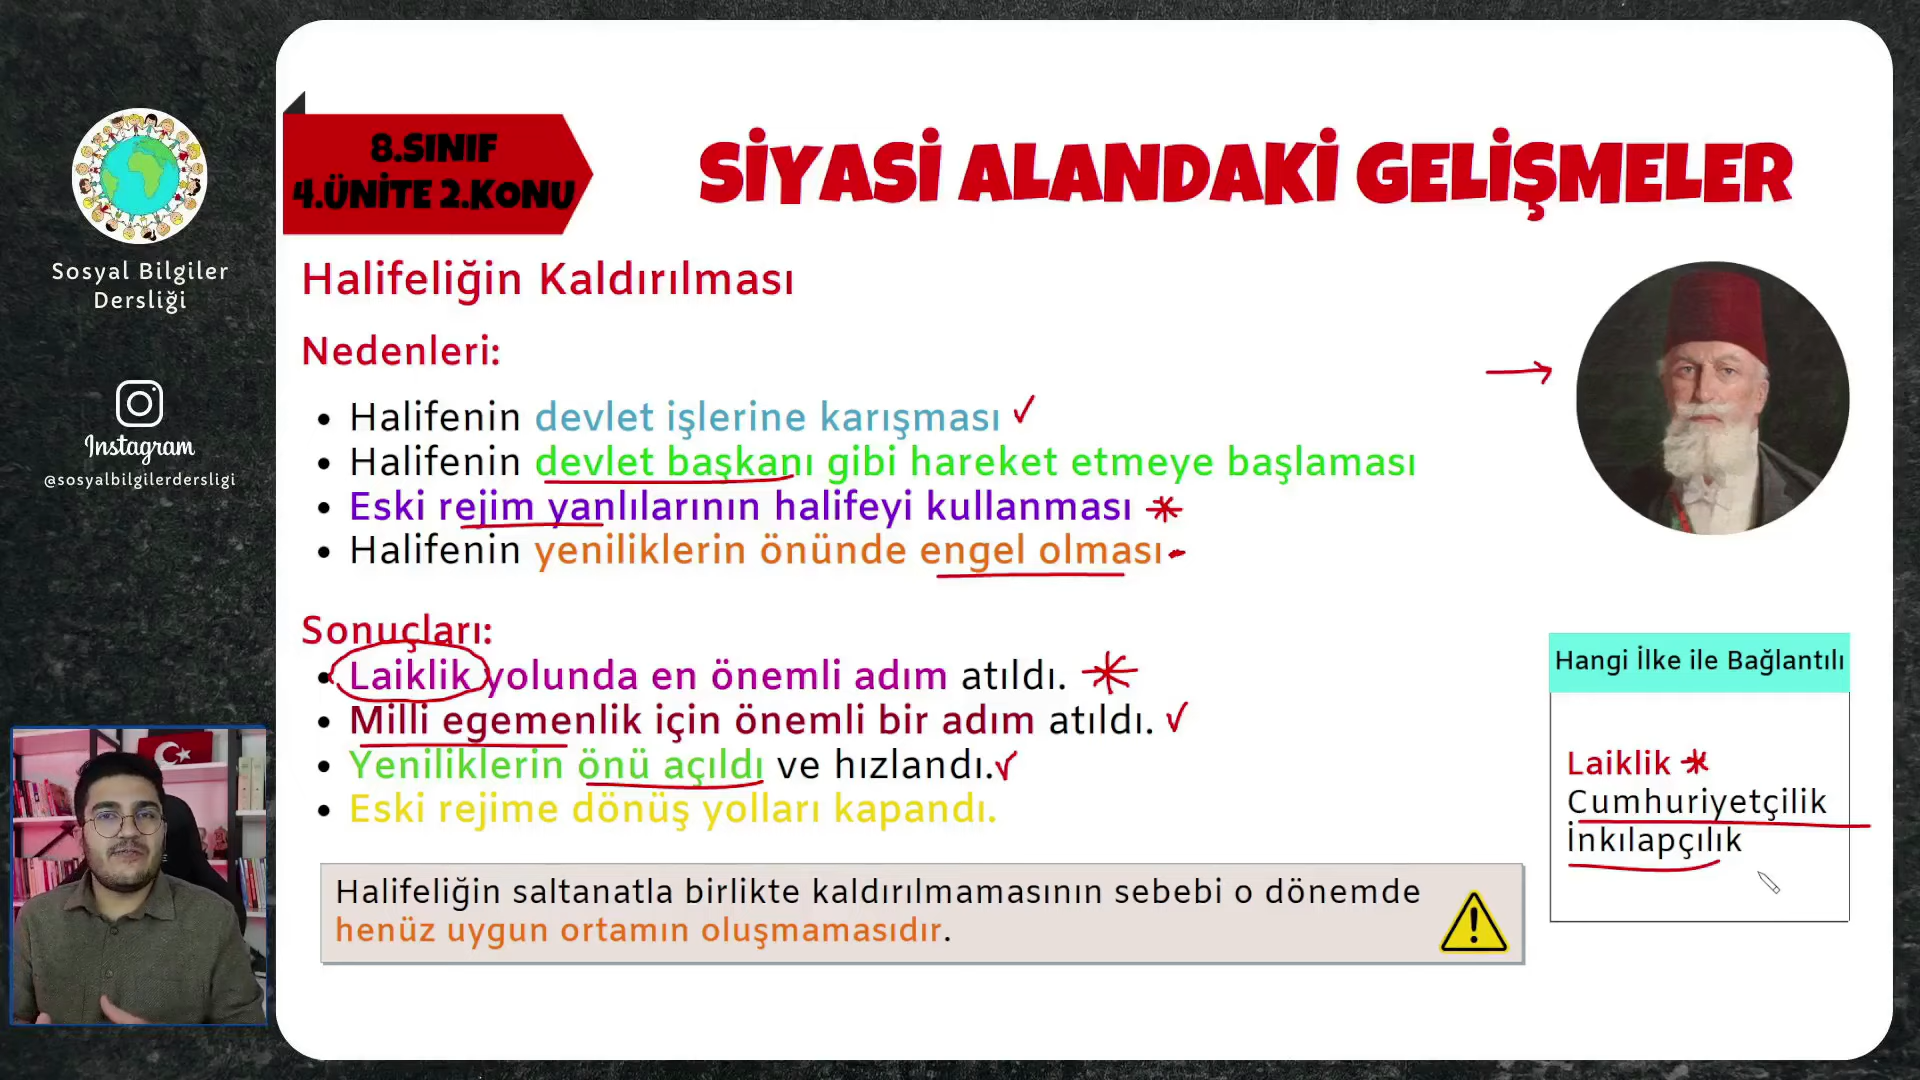 8.SINIF
4.ÜNİTE 2.KONU
SİYASİ ALANDAKİ GELİŞMELER
Sosyal Bilgiler
Dersliği
Instagram
@sosyalbilgilerdersligi
Halifeliğin Kaldırılması
Nedenleri:
• Halifenin devlet işlerine karışması
• Halifenin devlet başkanı gibi hareket etmeye başlaması
• Eski rejim yanlılarının halifeyi kullanması
• Halifenin yeniliklerin önünde engel olması
Sonuçları:
• Laiklik yolunda en önemli adım atıldı.
• Milli egemenlik için önemli bir adım atıldı.
• Yeniliklerin önü açıldı ve hızlandı.
• Eski rejime dönüş yolları kapandı.
Halifeliğin saltanatla birlikte kaldırılmamasının sebebi o dönemde
henüz uygun ortamın oluşmamasıdır.
Hangi İlke ile Bağlantılı
Laiklik
Cumhuriyetçilik
İnkılapçılık